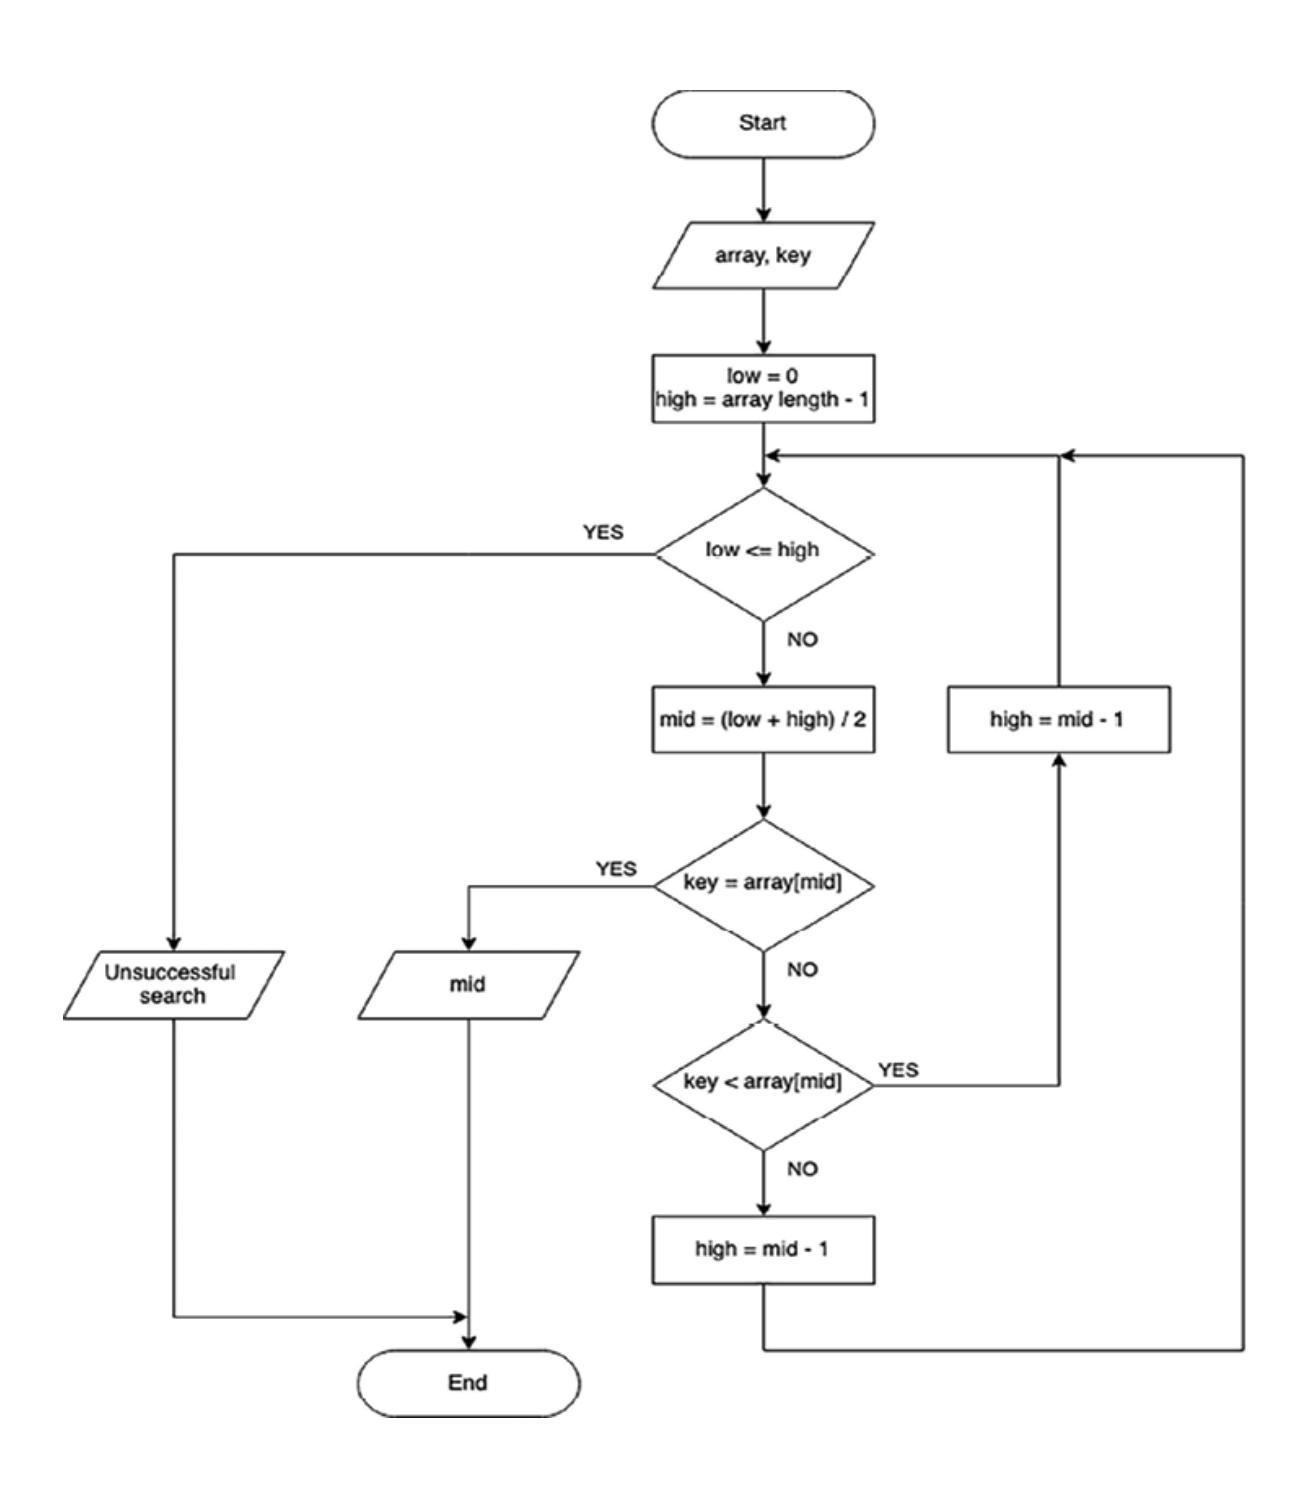 Start
array, key
low = 0
high = array length - 1
YES
low <= high
NO
mid = (low + high) / 2
high = mid - 1
YES
key = array[mid]
NO
Unsuccessful
search
mid
key < array[mid]
YES
NO
high = mid - 1
End